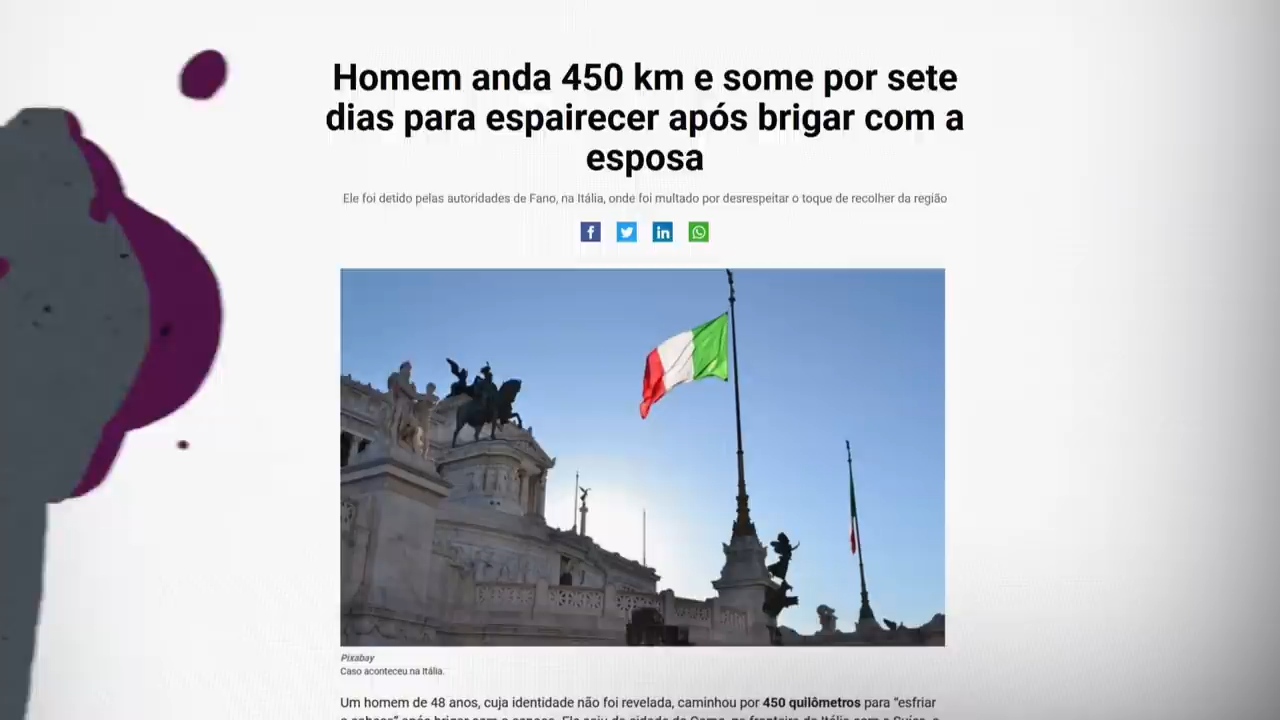 Homem anda 450 km e some por sete
dias para espairecer após brigar com a
esposa
Ele foi detido pelas autoridades de Fano, na Itália, onde foi multado por desrespeitar o toque de recolher da região
Pixabay
Caso aconteceu na Itália.
Um homem de 48 anos, cuja identidade não foi revelada, caminhou por 450 quilômetros para “esfriar